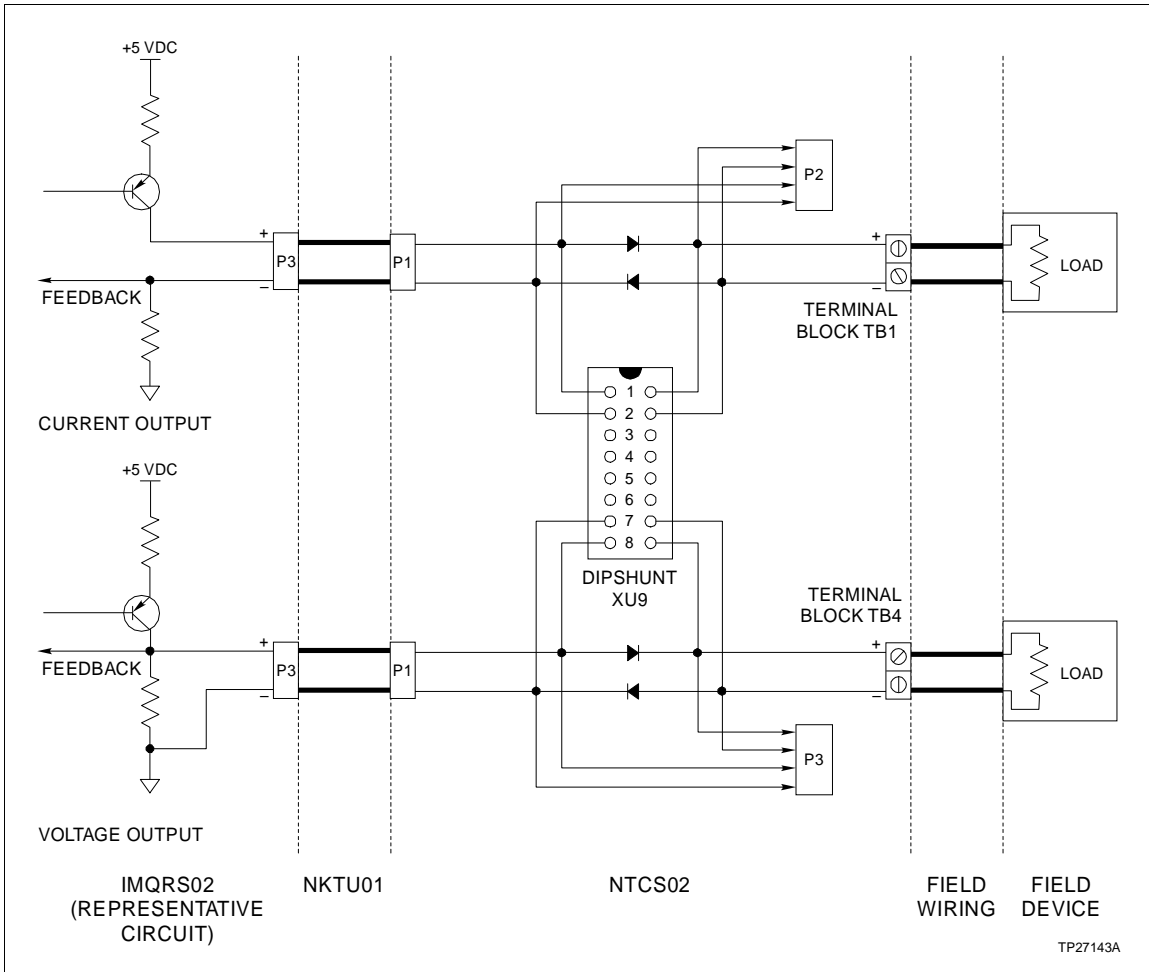 +5 VDC
P2
+
P3
P1
+
LOAD
FEEDBACK
–
–
TERMINAL
BLOCK TB1
1
2
3
4
5
6
7
8
CURRENT OUTPUT
+5 VDC
DIPSHUNT
XU9
TERMINAL
BLOCK TB4
+
+
FEEDBACK
P3
P1
LOAD
–
–
P3
VOLTAGE OUTPUT
IMQRS02
(REPRESENTATIVE
CIRCUIT)
NKTU01
NTCS02
FIELD
WIRING
FIELD
DEVICE
TP27143A